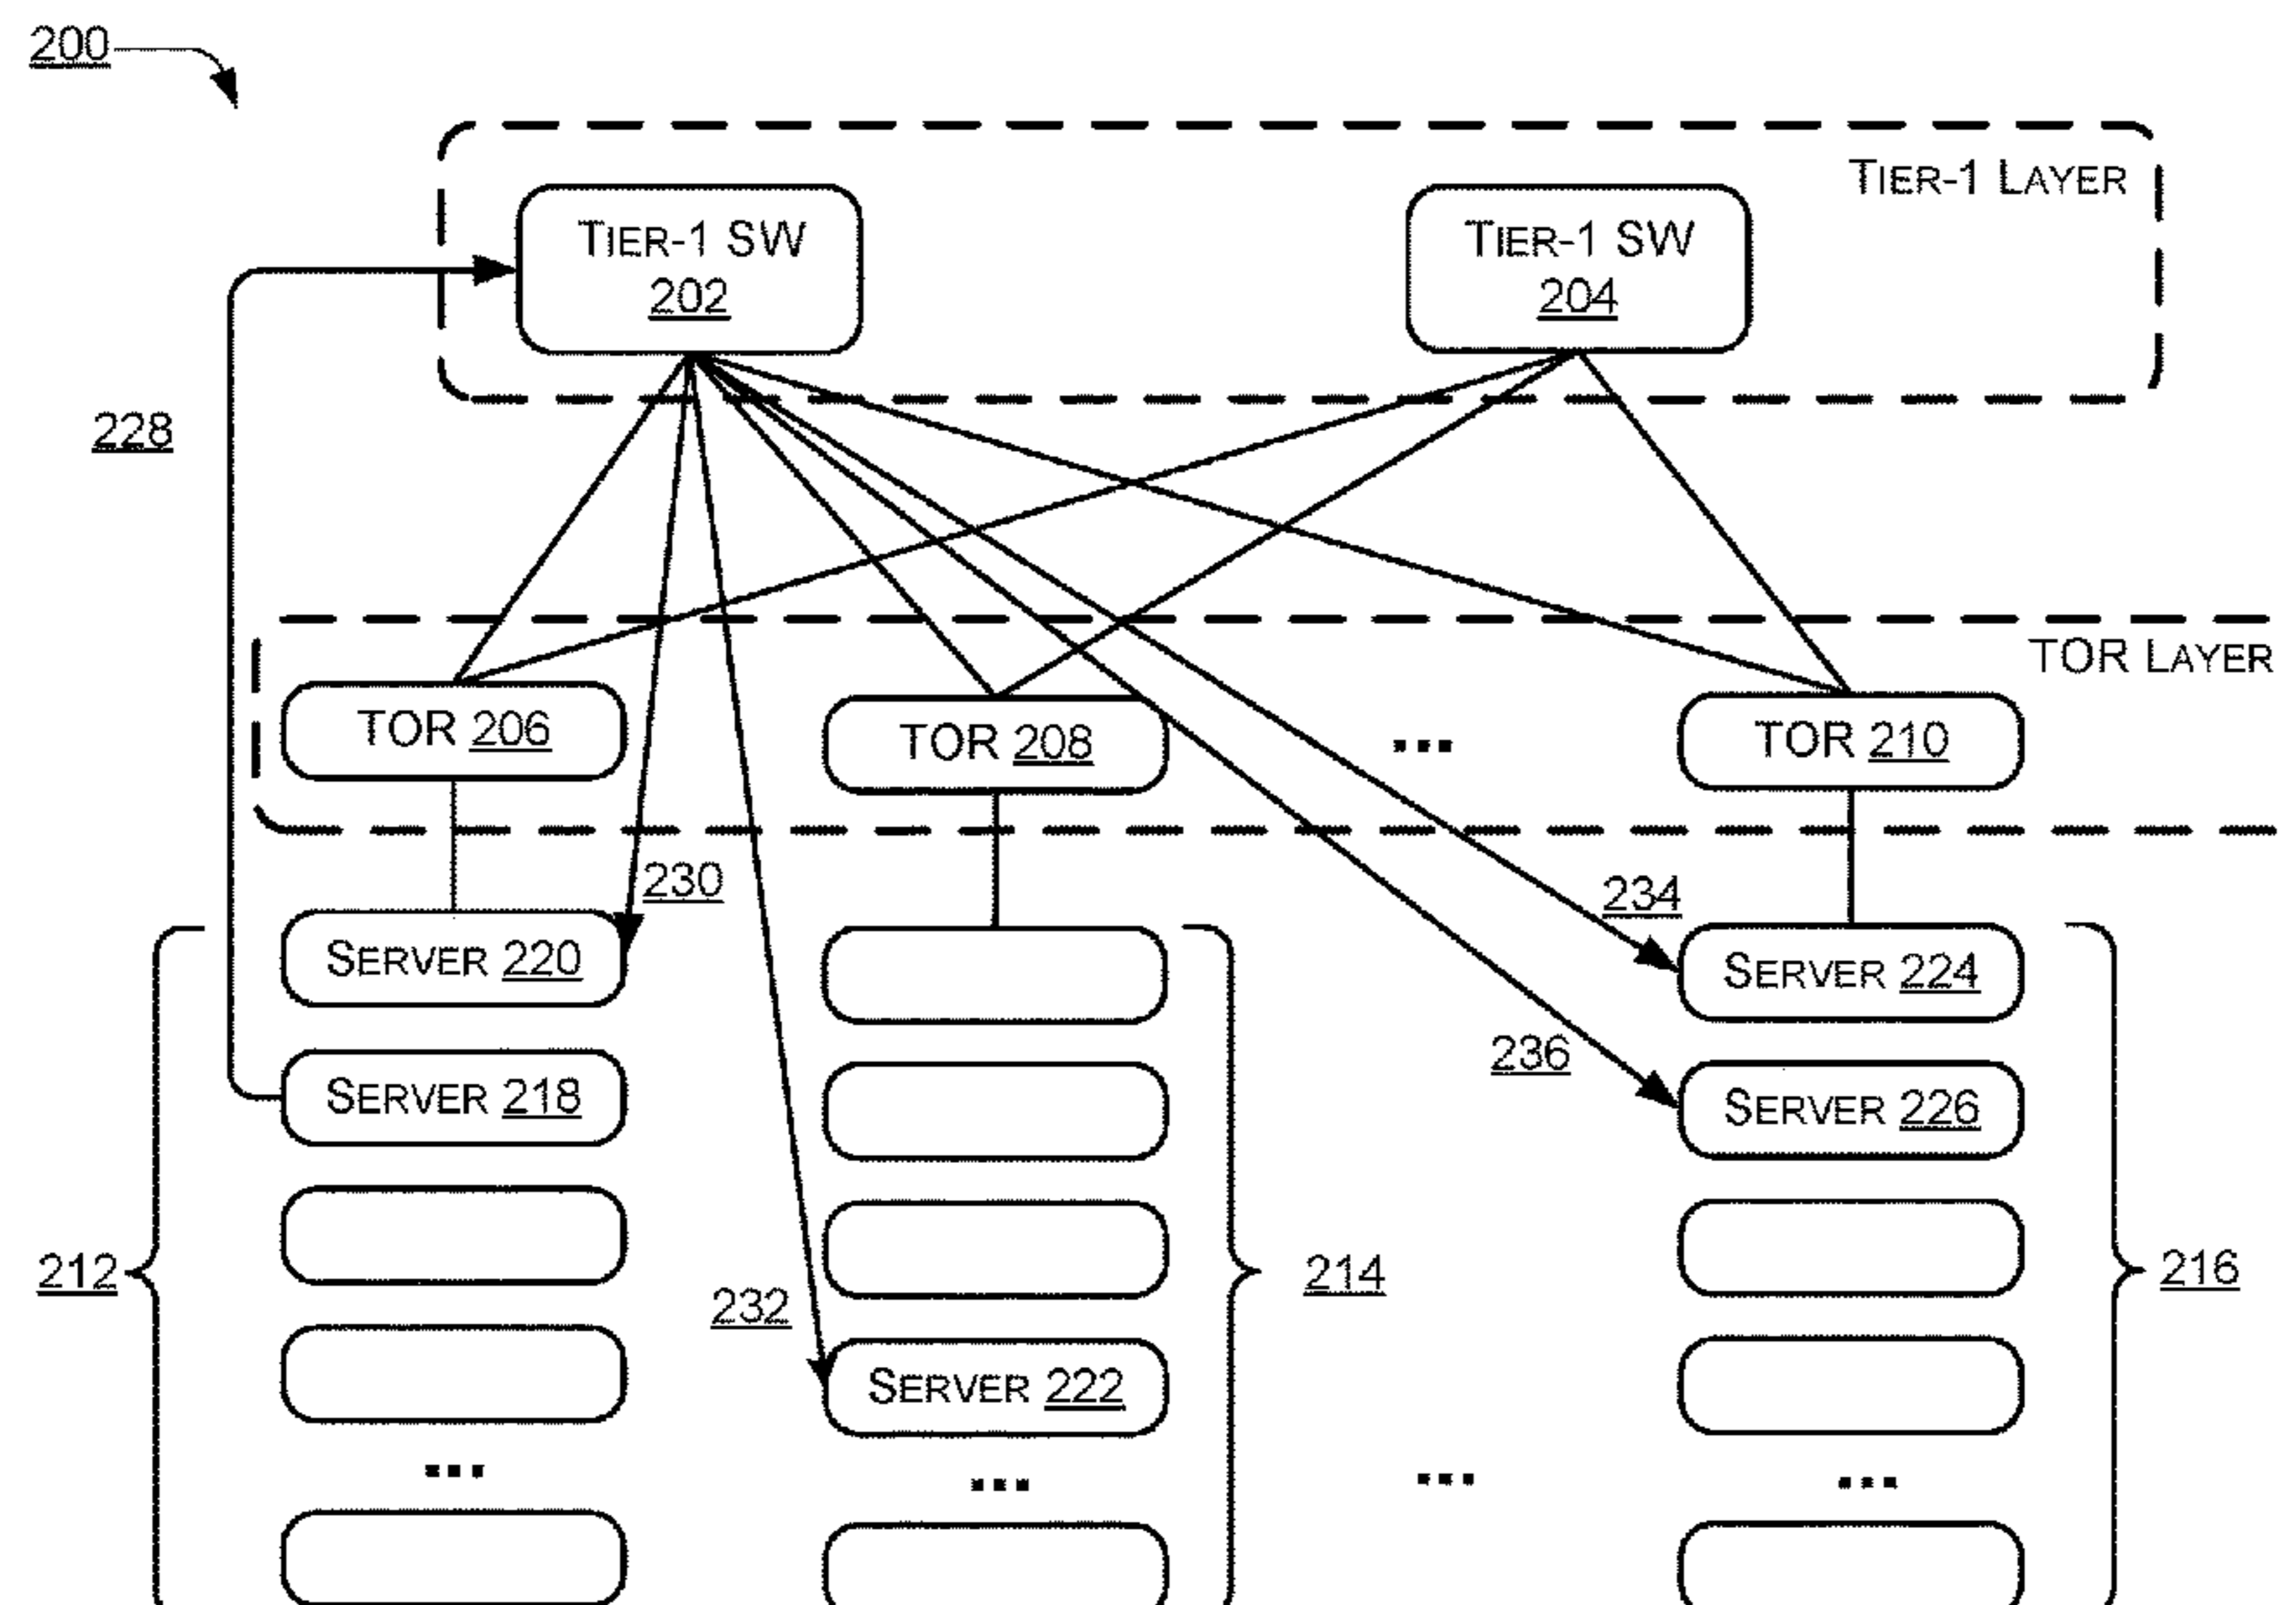 200
TIER-1 LAYER
TIER-1 SW
202
TIER-1 SW
204
228
TOR LAYER
TOR 206
TOR 208
...
TOR 210
230
234
SERVER 220
SERVER 224
236
SERVER 218
SERVER 226
212
214
216
232
SERVER 222
...
...
...
...